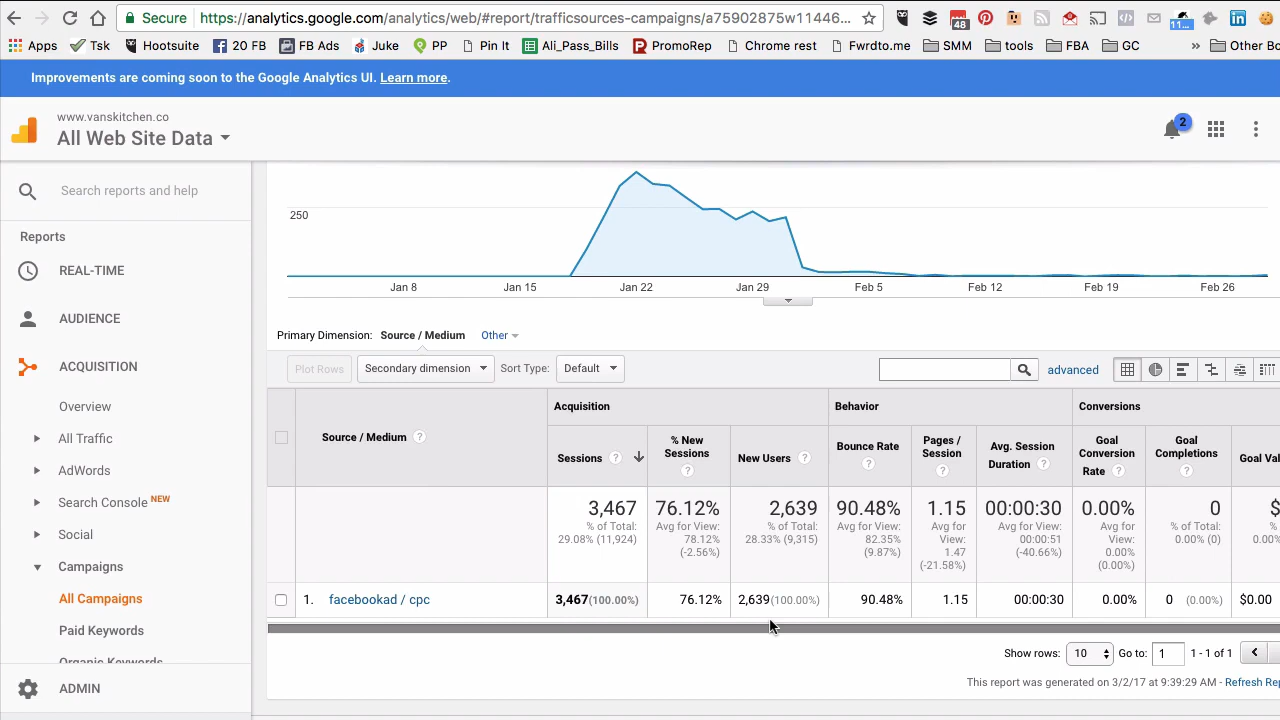 Secure https://analytics.google.com/analytics/web/#report/trafficsources-campaigns/a75902875w11446...
48
11...
Apps Tsk Hootsuite 20 FB FB Ads Juke PP Pin It Ali_Pass_Bills PromoRep Chrome rest Fwrdto.me SMM tools FBA GC » Other Bo
Improvements are coming soon to the Google Analytics UI. Learn more.
www.vanskitchen.co
All Web Site Data
2
Search reports and help
Reports
REAL-TIME
AUDIENCE
ACQUISITION
Overview
All Traffic
AdWords
Search Console NEW
Social
Campaigns
All Campaigns
Paid Keywords
Organic Keywords
ADMIN
250
Jan 8 Jan 15 Jan 22 Jan 29 Feb 5 Feb 12 Feb 19 Feb 26
Primary Dimension: Source / Medium Other
Plot Rows Secondary dimension Sort Type: Default advanced
Acquisition Behavior Conversions
Source / Medium ?
Sessions ?
% New Sessions ?
New Users ?
Bounce Rate ?
Pages / Session ?
Avg. Session Duration ?
Goal Conversion Rate ?
Goal Completions ?
Goal Val
3,467
% of Total:
29.08% (11,924)
76.12%
Avg for View:
78.12%
(-2.56%)
2,639
% of Total:
28.33% (9,315)
90.48%
Avg for View:
82.35%
(9.87%)
1.15
Avg for
View:
1.47
(-21.58%)
00:00:30
Avg for View:
00:00:51
(-40.66%)
0.00%
Avg for
View:
0.00%
(0.00%)
0
% of Total:
0.00% (0)
$
% o
0.00%
1. facebookad / cpc 3,467(100.00%) 76.12% 2,639(100.00%) 90.48% 1.15 00:00:30 0.00% 0 (0.00%) $0.00
Show rows: 10 Go to: 1 1 - 1 of 1
This report was generated on 3/2/17 at 9:39:29 AM - Refresh Rep